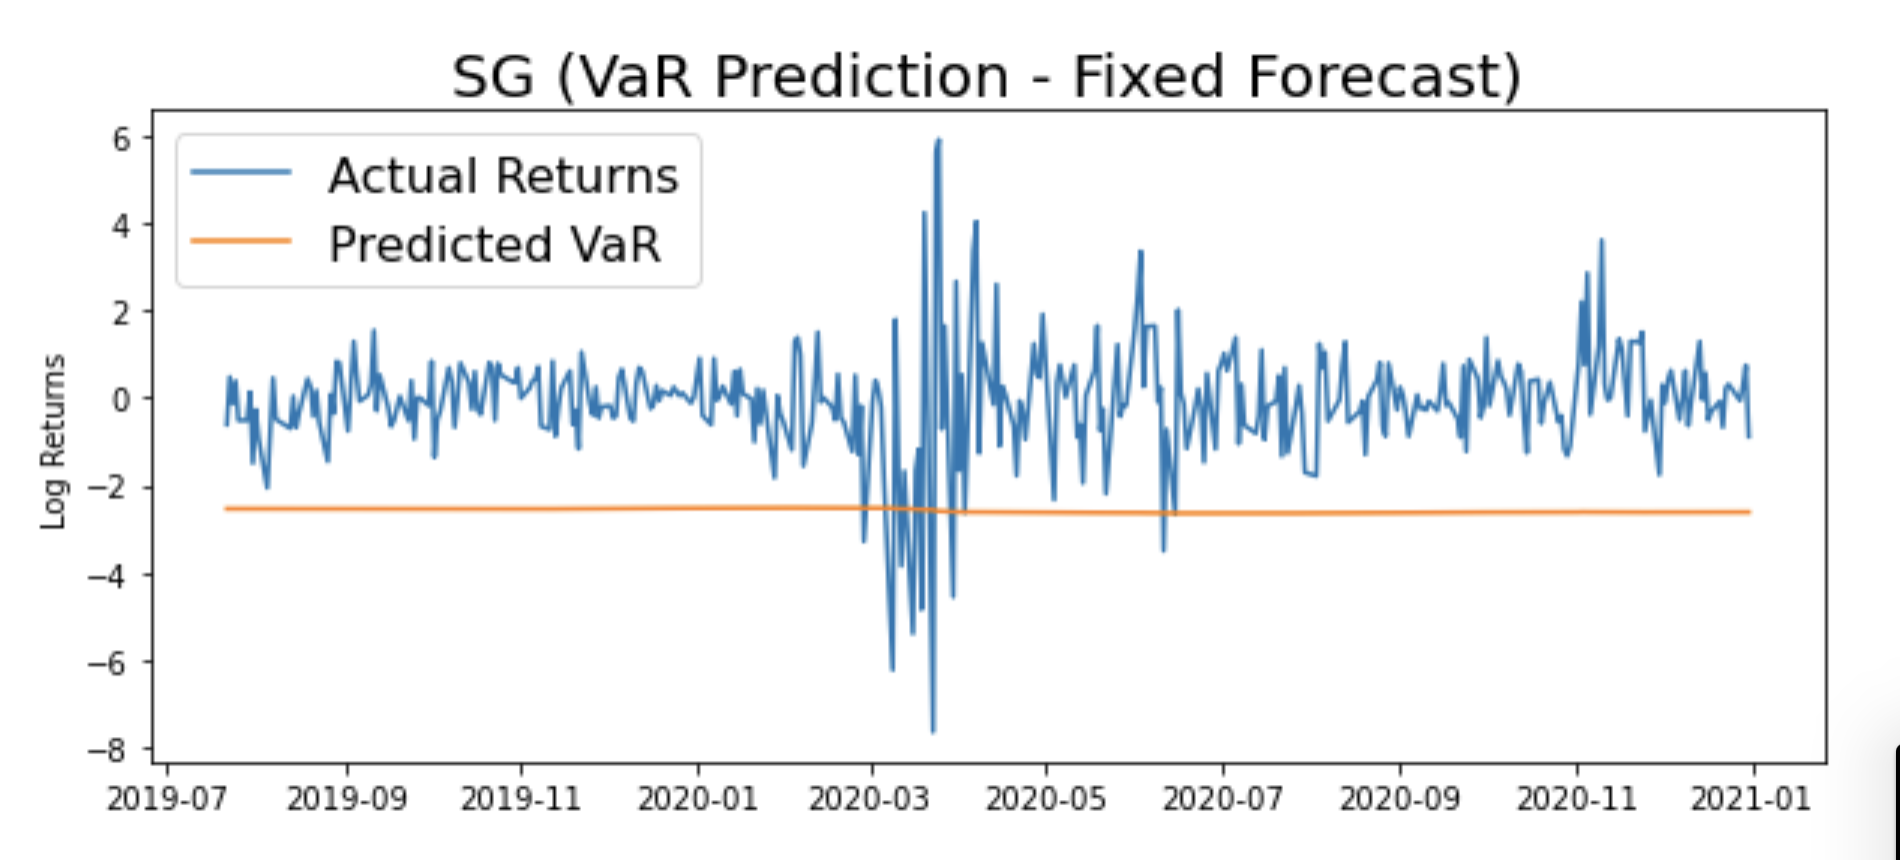 SG (VaR Prediction - Fixed Forecast)
Actual Returns
Predicted VaR
Log Returns
6
4
2
0
−2
−4
−6
−8
2019-07 2019-09 2019-11 2020-01 2020-03 2020-05 2020-07 2020-09 2020-11 2021-01